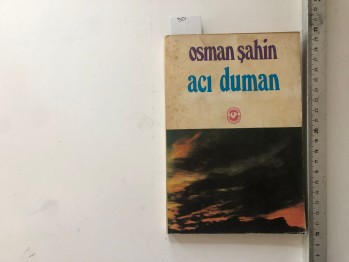 osman şahin
acı duman